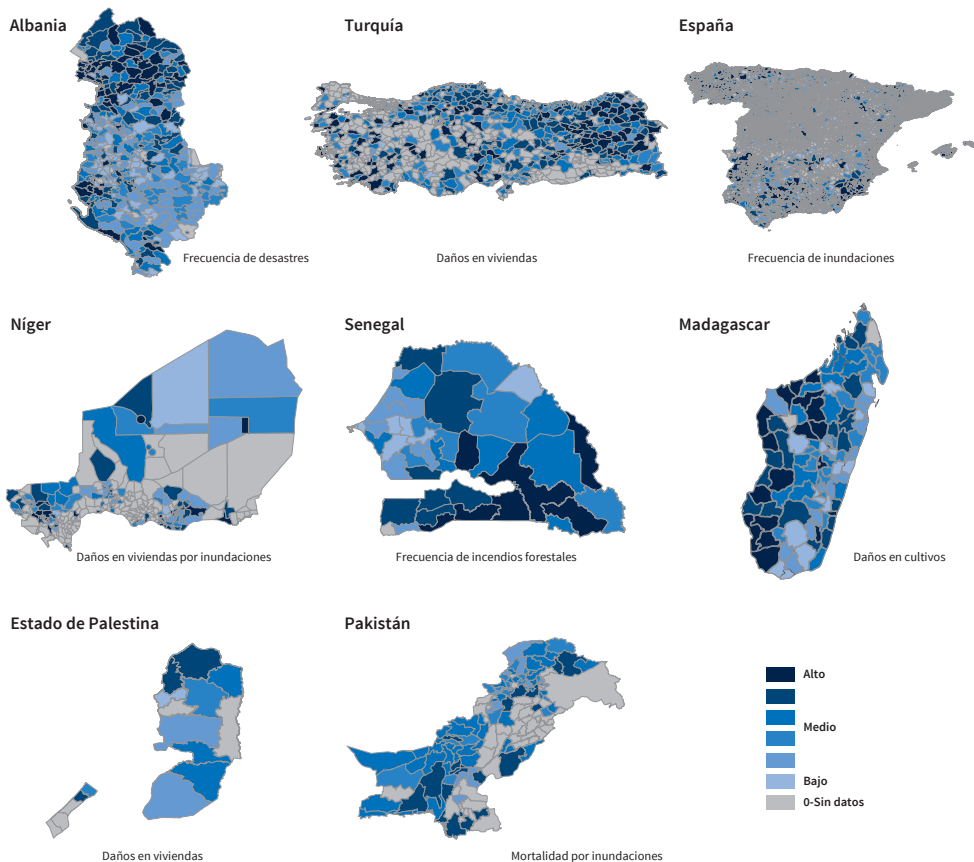 Albania
Turquía
España
Frecuencia de desastres
Daños en viviendas
Frecuencia de inundaciones
Níger
Senegal
Madagascar
Daños en viviendas por inundaciones
Frecuencia de incendios forestales
Daños en cultivos
Estado de Palestina
Pakistán
Alto
Medio
Bajo
0-Sin datos
Daños en viviendas
Mortalidad por inundaciones